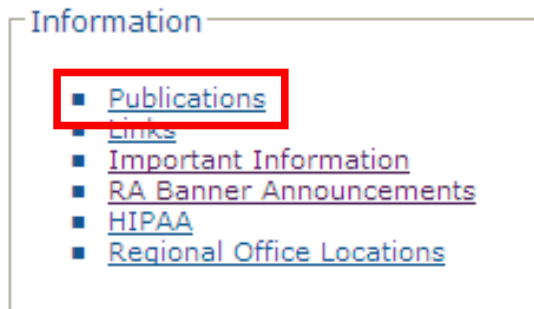 Information
Publications
Links
Important Information
RA Banner Announcements
HIPAA
Regional Office Locations